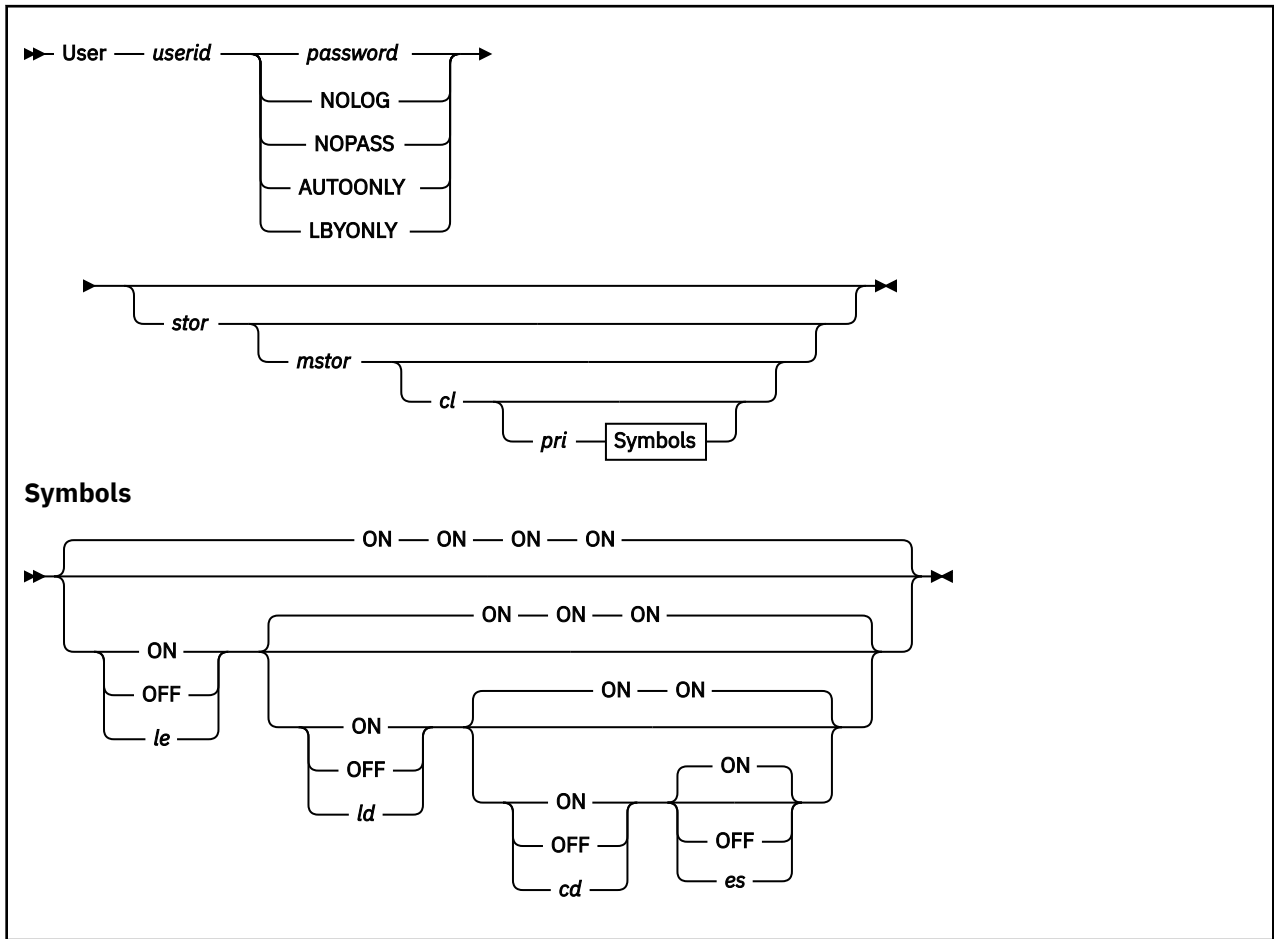 User userid password
NOLOG
NOPASS
AUTOONLY
LBYONLY
stor
mstor
cl
pri Symbols
Symbols
ON ON ON ON
ON ON ON
ON
OFF
le
ON ON
ON
OFF
ld
ON
ON
OFF
cd
OFF
es